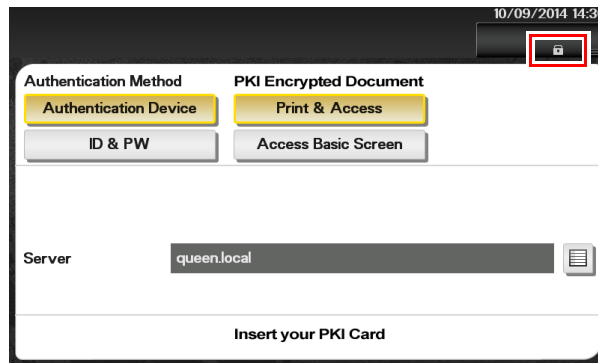 10/09/2014 14:3
Authentication Method PKI Encrypted Document
Authentication Device Print & Access
ID & PW Access Basic Screen
Server queen.local
Insert your PKI Card